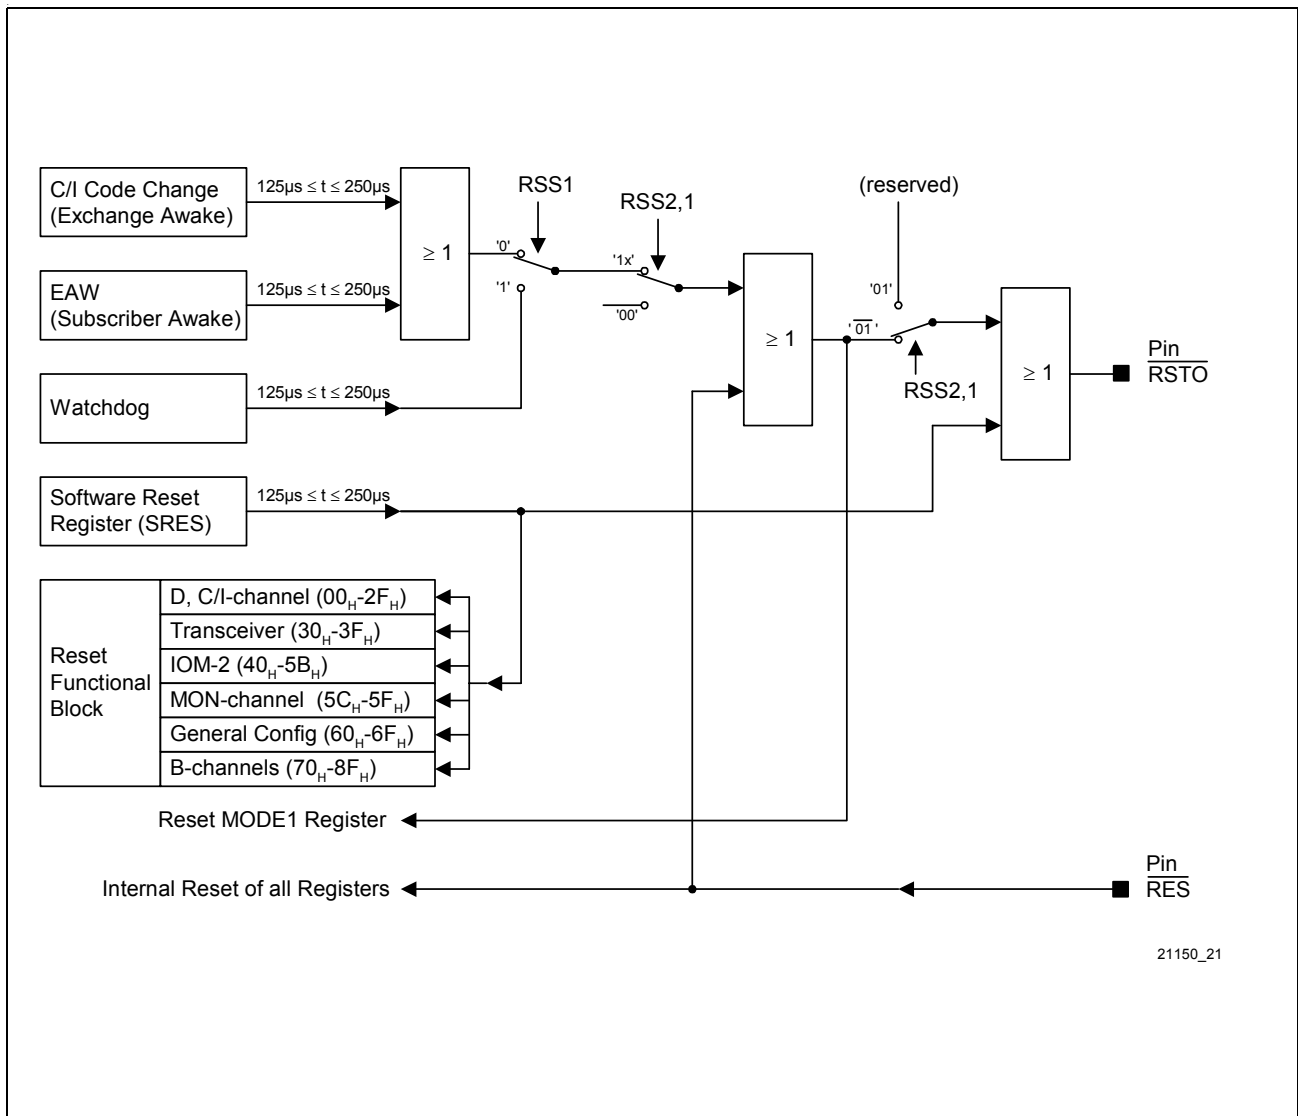 C/I Code Change
(Exchange Awake)
125µs ≤ t ≤ 250µs
EAW
(Subscriber Awake)
125µs ≤ t ≤ 250µs
Watchdog
125µs ≤ t ≤ 250µs
Software Reset
Register (SRES)
125µs ≤ t ≤ 250µs
≥ 1
RSS1
'0'
'1'
RSS2,1
'1x'
'00'
≥ 1
(reserved)
'01'
'01'
RSS2,1
≥ 1
Pin
RSTO
Reset
Functional
Block
D, C/I-channel (00H-2FH)
Transceiver (30H-3FH)
IOM-2 (40H-5BH)
MON-channel (5CH-5FH)
General Config (60H-6FH)
B-channels (70H-8FH)
Reset MODE1 Register
Internal Reset of all Registers
Pin
RES
21150_21